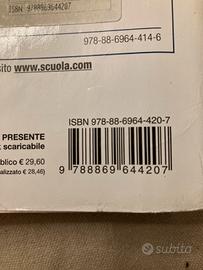 ISBN 9788869644207
978-88-6964-414-6
sito www.scuola.com
ISBN 978-88-6964-420-7
PRESENTE
scaricabile
blico € 29,60
alizzato € 28,46)
9 788869 644207
subito